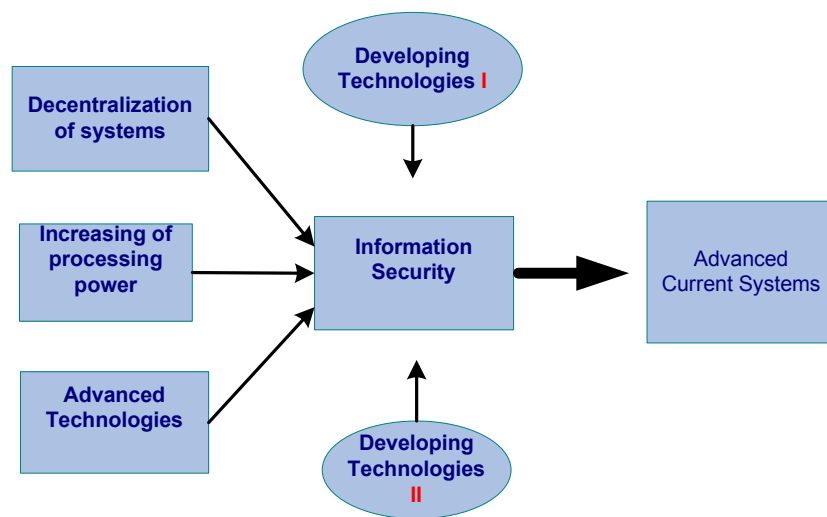 Developing
Technologies I
Decentralization
of systems
Increasing of
processing
power
Information
Security
Advanced
Current Systems
Advanced
Technologies
Developing
Technologies
II